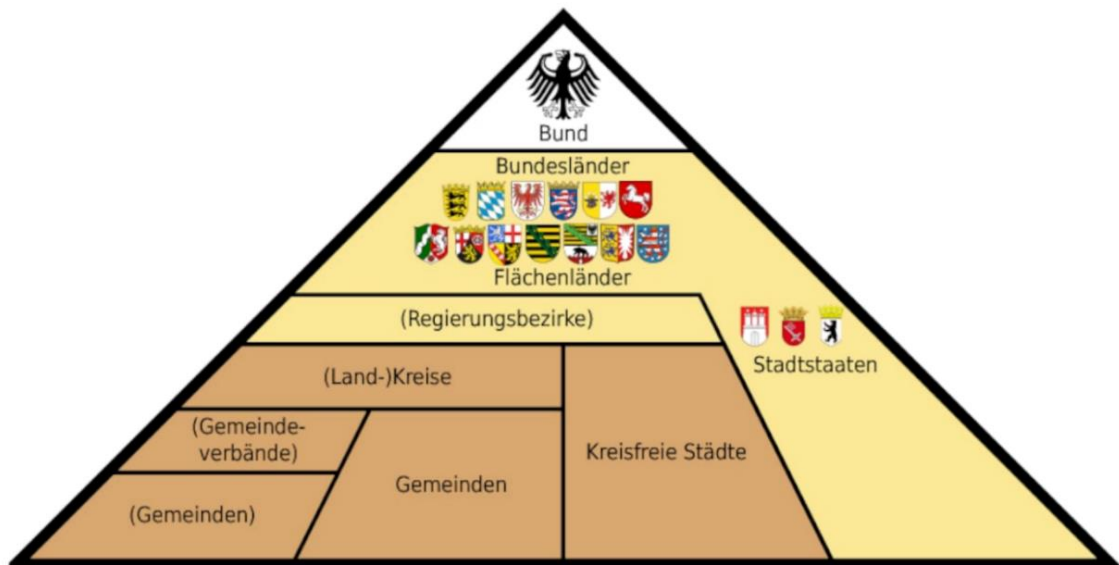 Bund
Bundesländer
Flächenländer
(Regierungsbezirke)
Stadtstaaten
(Land-)Kreise
(Gemeinde-
verbände)
Kreisfreie Städte
Gemeinden
(Gemeinden)